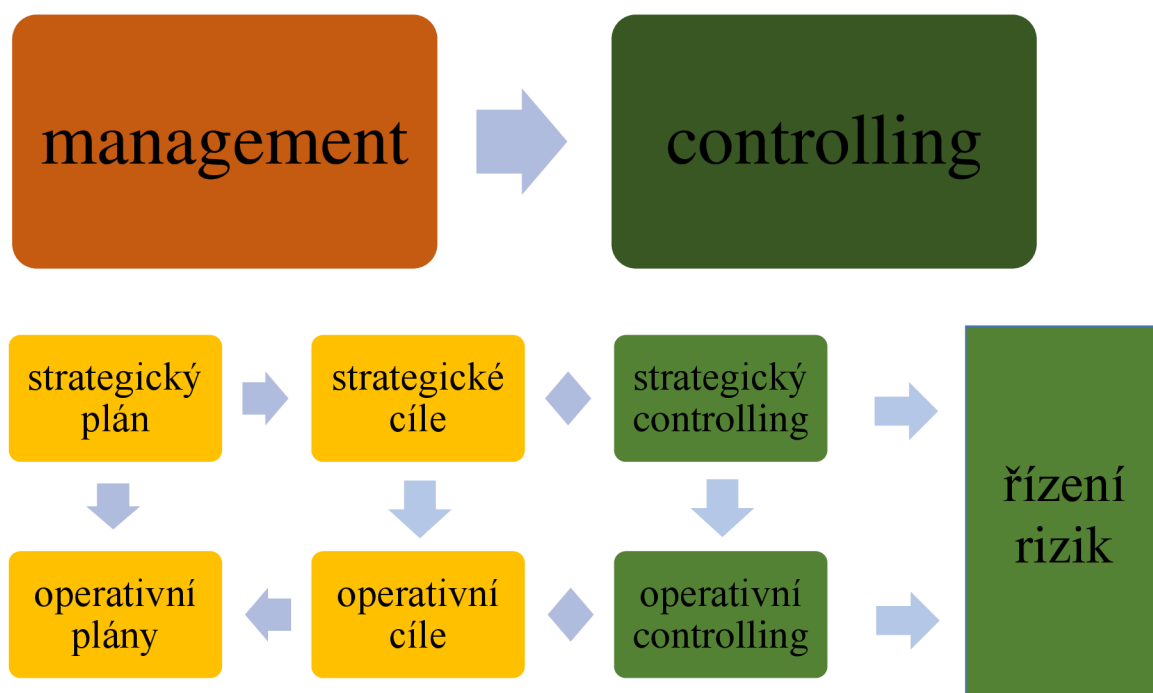 management
controlling
strategický
plán
strategické
cíle
strategický
controlling
řízení
rizik
operativní
plány
operativní
cíle
operativní
controlling